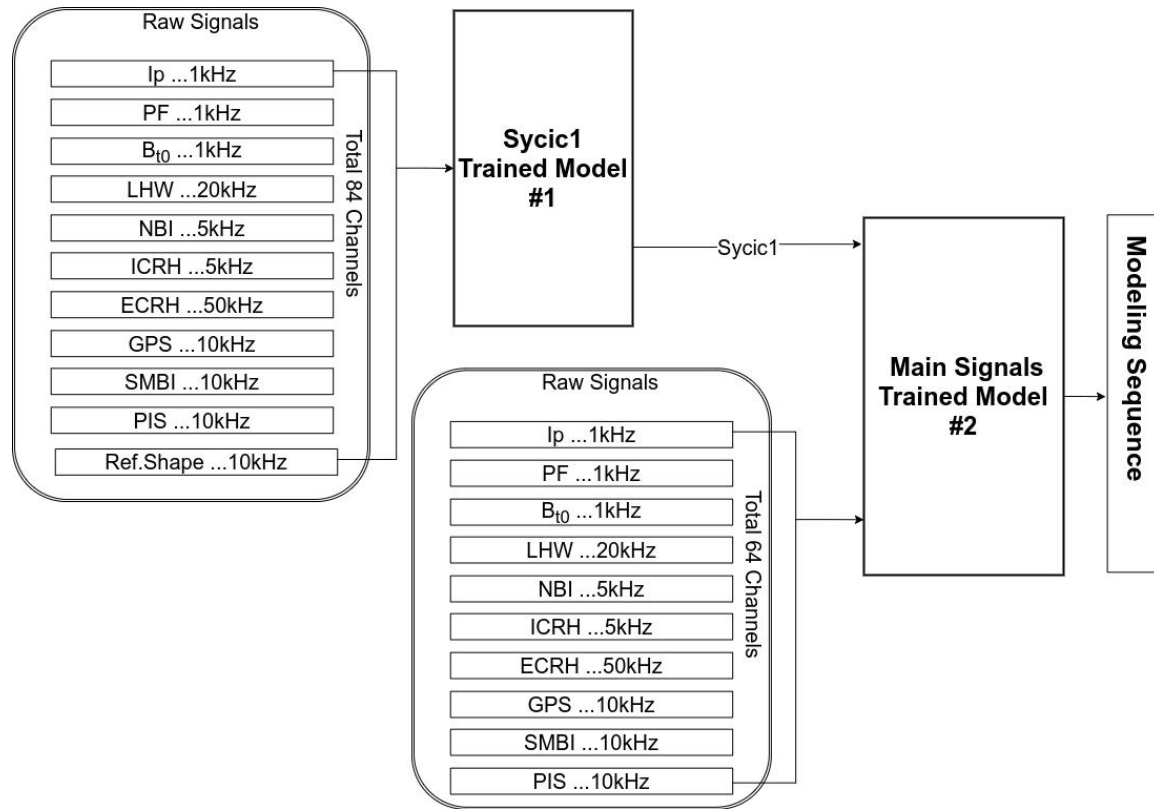 Raw Signals
Ip ...1kHz
PF ...1kHz
Bt0 ...1kHz
LHW ...20kHz
NBI ...5kHz
ICRH ...5kHz
ECRH ...50kHz
GPS ...10kHz
SMBI ...10kHz
PIS ...10kHz
Ref.Shape ...10kHz
Total 84 Channels
Sycic1
Trained Model
#1
Sycic1
Raw Signals
Ip ...1kHz
PF ...1kHz
Bt0 ...1kHz
LHW ...20kHz
NBI ...5kHz
ICRH ...5kHz
ECRH ...50kHz
GPS ...10kHz
SMBI ...10kHz
PIS ...10kHz
Total 64 Channels
Main Signals
Trained Model
#2
Modeling Sequence